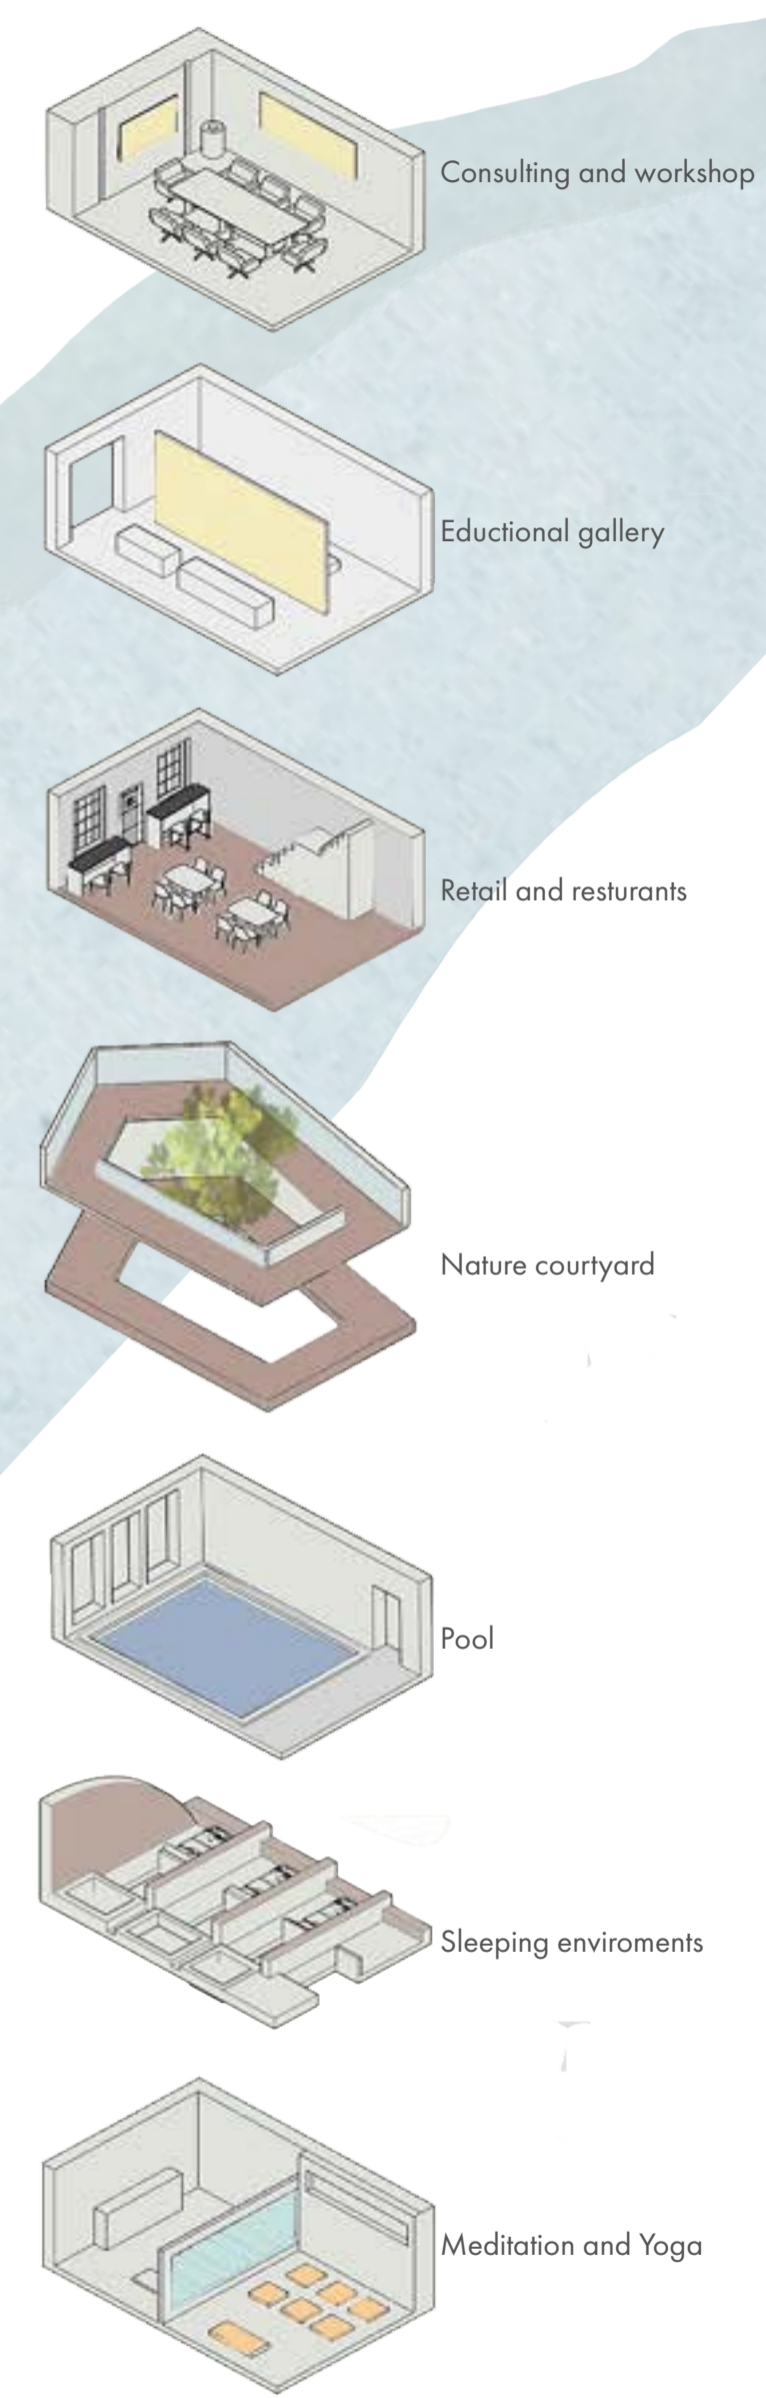 Consulting and workshop
Eductional gallery
Retail and resturants
Nature courtyard
Pool
Sleeping enviroments
Meditation and Yoga